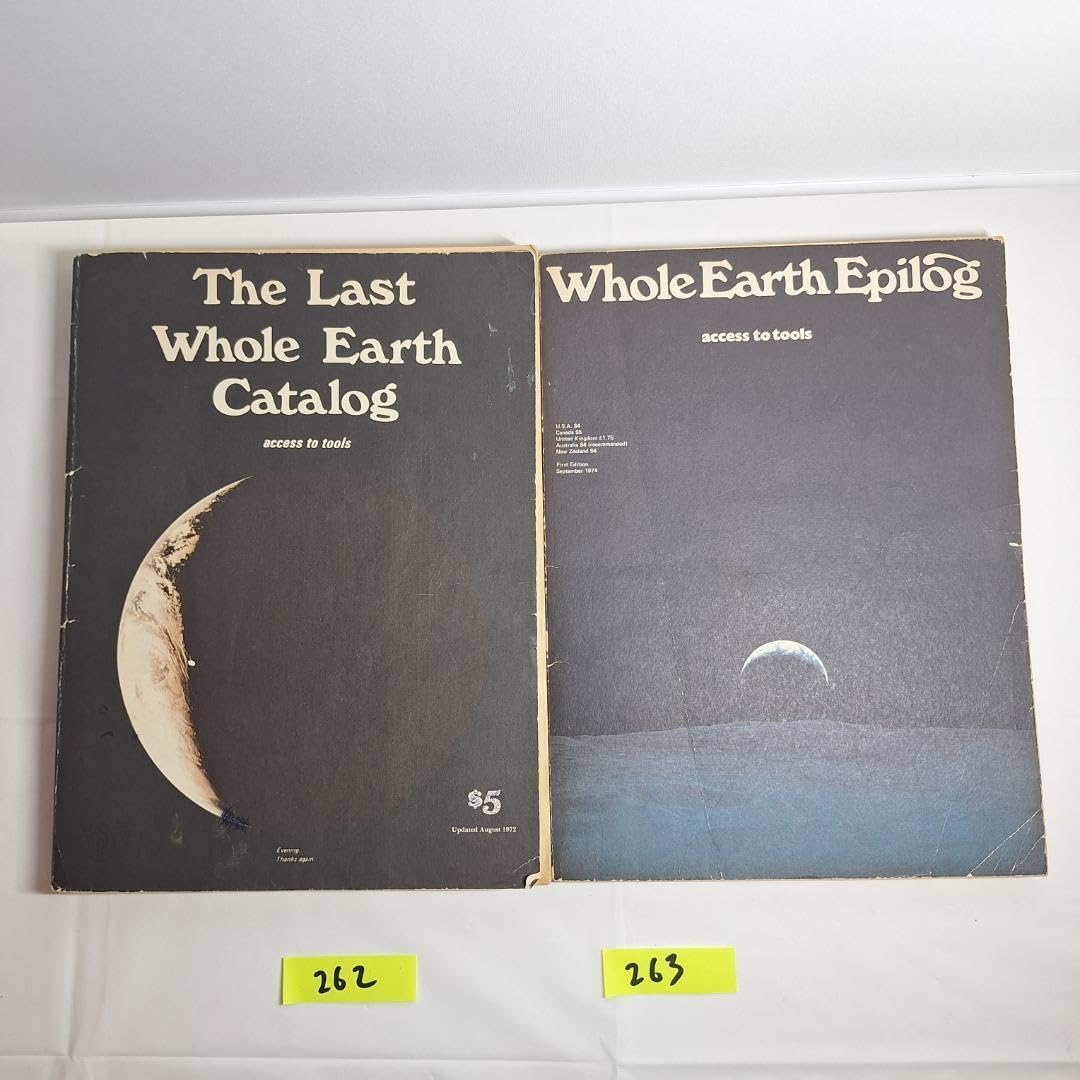 The Last
Whole Earth
Catalog
access to tools
$5
Updated August 1972
Evening.
Thanks again.
Whole Earth Epilog
access to tools
U.S.A. $4
Canada $5
United Kingdom £1.75
Australia $4 (recommended)
New Zealand $4
First Edition
September 1974
262
263